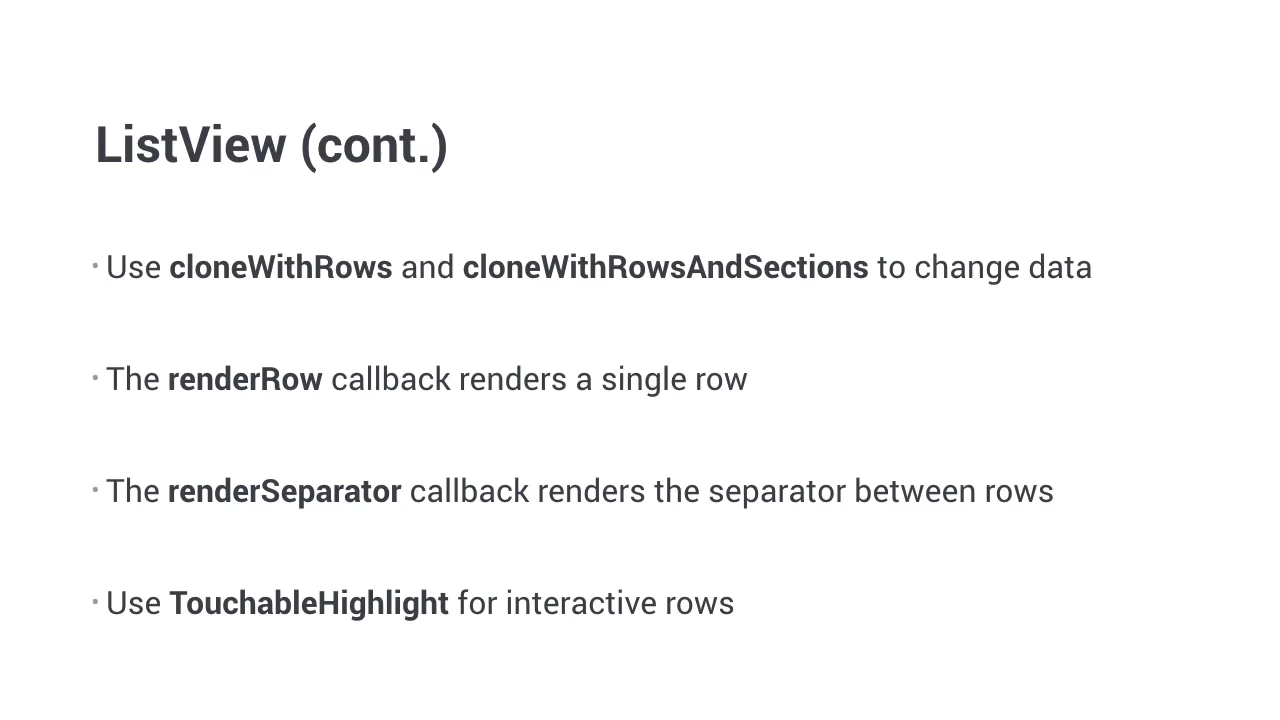 ListView (cont.)
· Use cloneWithRows and cloneWithRowsAndSections to change data
· The renderRow callback renders a single row
· The renderSeparator callback renders the separator between rows
· Use TouchableHighlight for interactive rows